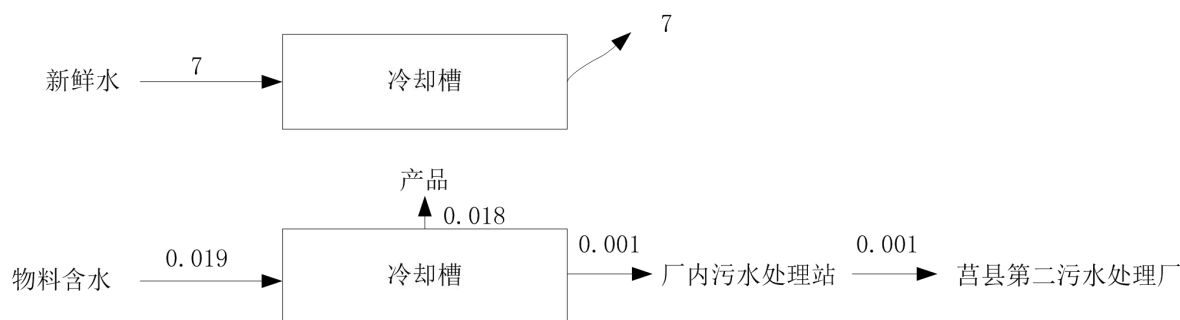 7
新鲜水
7
冷却槽
产品
0.018
物料含水
0.019
冷却槽
0.001
厂内污水处理站
0.001
莒县第二污水处理厂